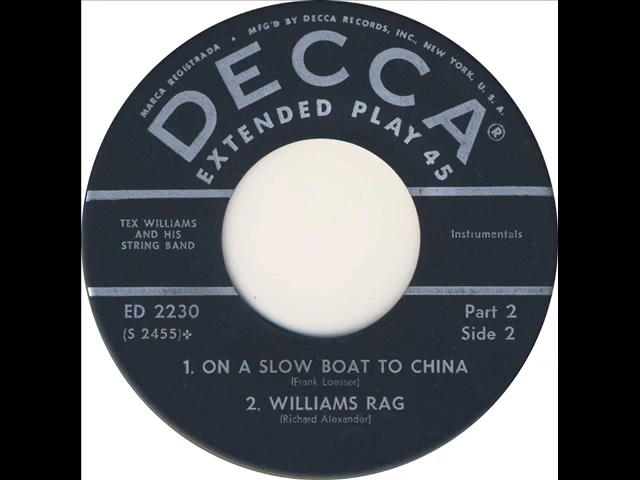 MARCA REGISTRADA • MFG'D BY DECCA RECORDS, INC., NEW YORK, U. S. A.
DECCA®
EXTENDED PLAY 45
TEX WILLIAMS
AND HIS
STRING BAND
Instrumentals
ED 2230
(S 2455)✤
Part 2
Side 2
1. ON A SLOW BOAT TO CHINA
(Frank Loesser)
2. WILLIAMS RAG
(Richard Alexander)